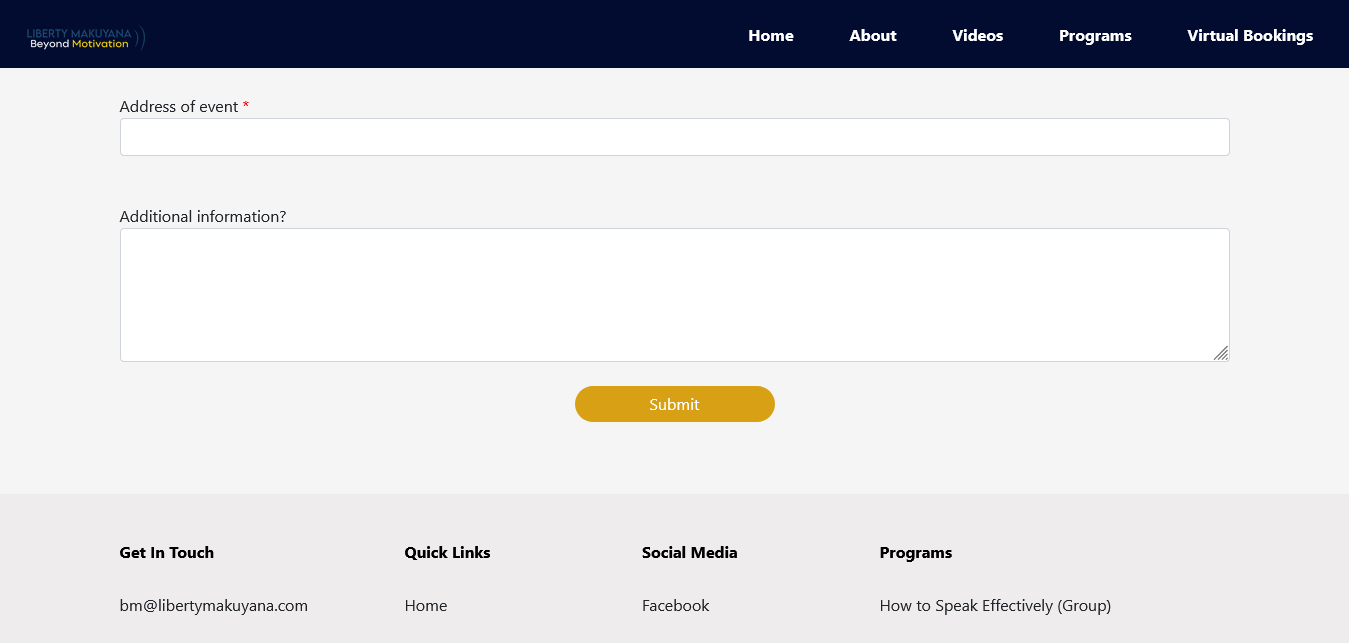 LIBERTY MAKUYANA
Beyond Motivation
Home About Videos Programs Virtual Bookings
Address of event *
Additional information?
Submit
Get In Touch Quick Links Social Media Programs
bm@libertymakuyana.com Home Facebook How to Speak Effectively (Group)